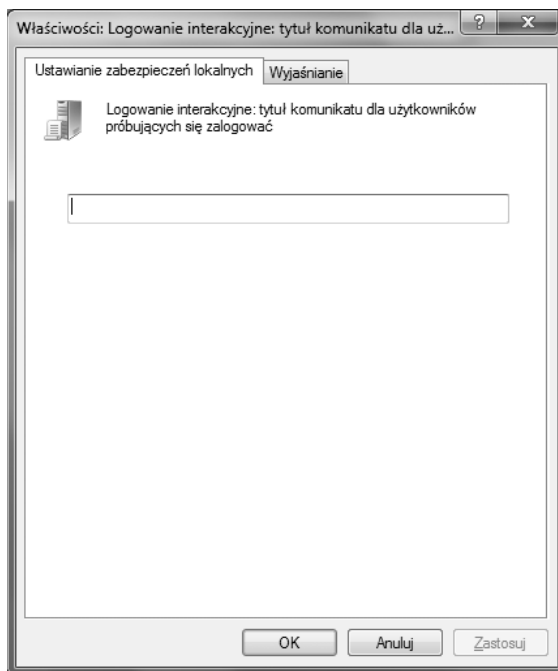 Właściwości: Logowanie interakcyjne: tytuł komunikatu dla uż...
Ustawianie zabezpieczeń lokalnych
Wyjaśnianie
Logowanie interakcyjne: tytuł komunikatu dla użytkowników
próbujących się zalogować
OK
Anuluj
Zastosuj